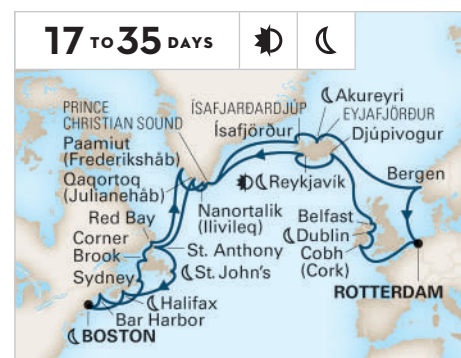 17 TO 35 DAYS
PRINCE
CHRISTIAN SOUND
ÍSAFJARÐARDJÚP
Akureyri
EYJAFJÖRÐUR
Ísafjörður
Djúpivogur
Paamiut
(Frederikshåb)
Qaqortoq
(Julianehåb)
Reykjavík
Bergen
Nanortalik
(Ilivileq)
Red Bay
Belfast
Dublin
Cobh
(Cork)
Corner
Brook
St. Anthony
St. John's
Sydney
ROTTERDAM
Halifax
Bar Harbor
BOSTON